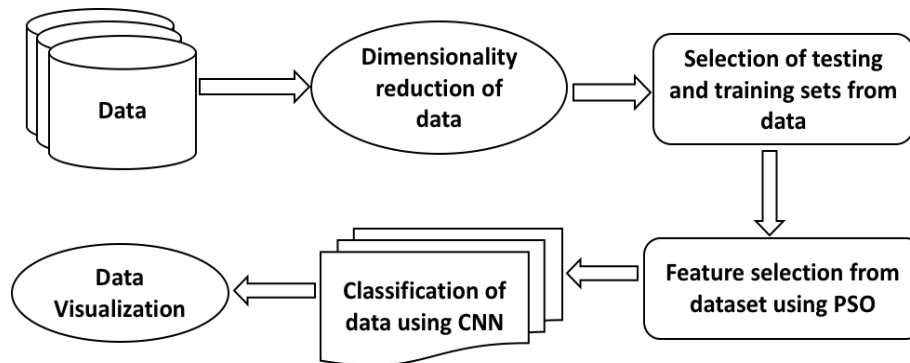 Data
Dimensionality
reduction of
data
Selection of testing
and training sets from
data
Feature selection from
dataset using PSO
Classification of
data using CNN
Data
Visualization